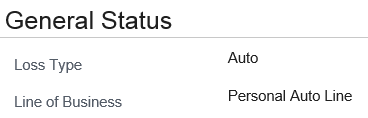 General Status
Loss Type Auto
Line of Business Personal Auto Line